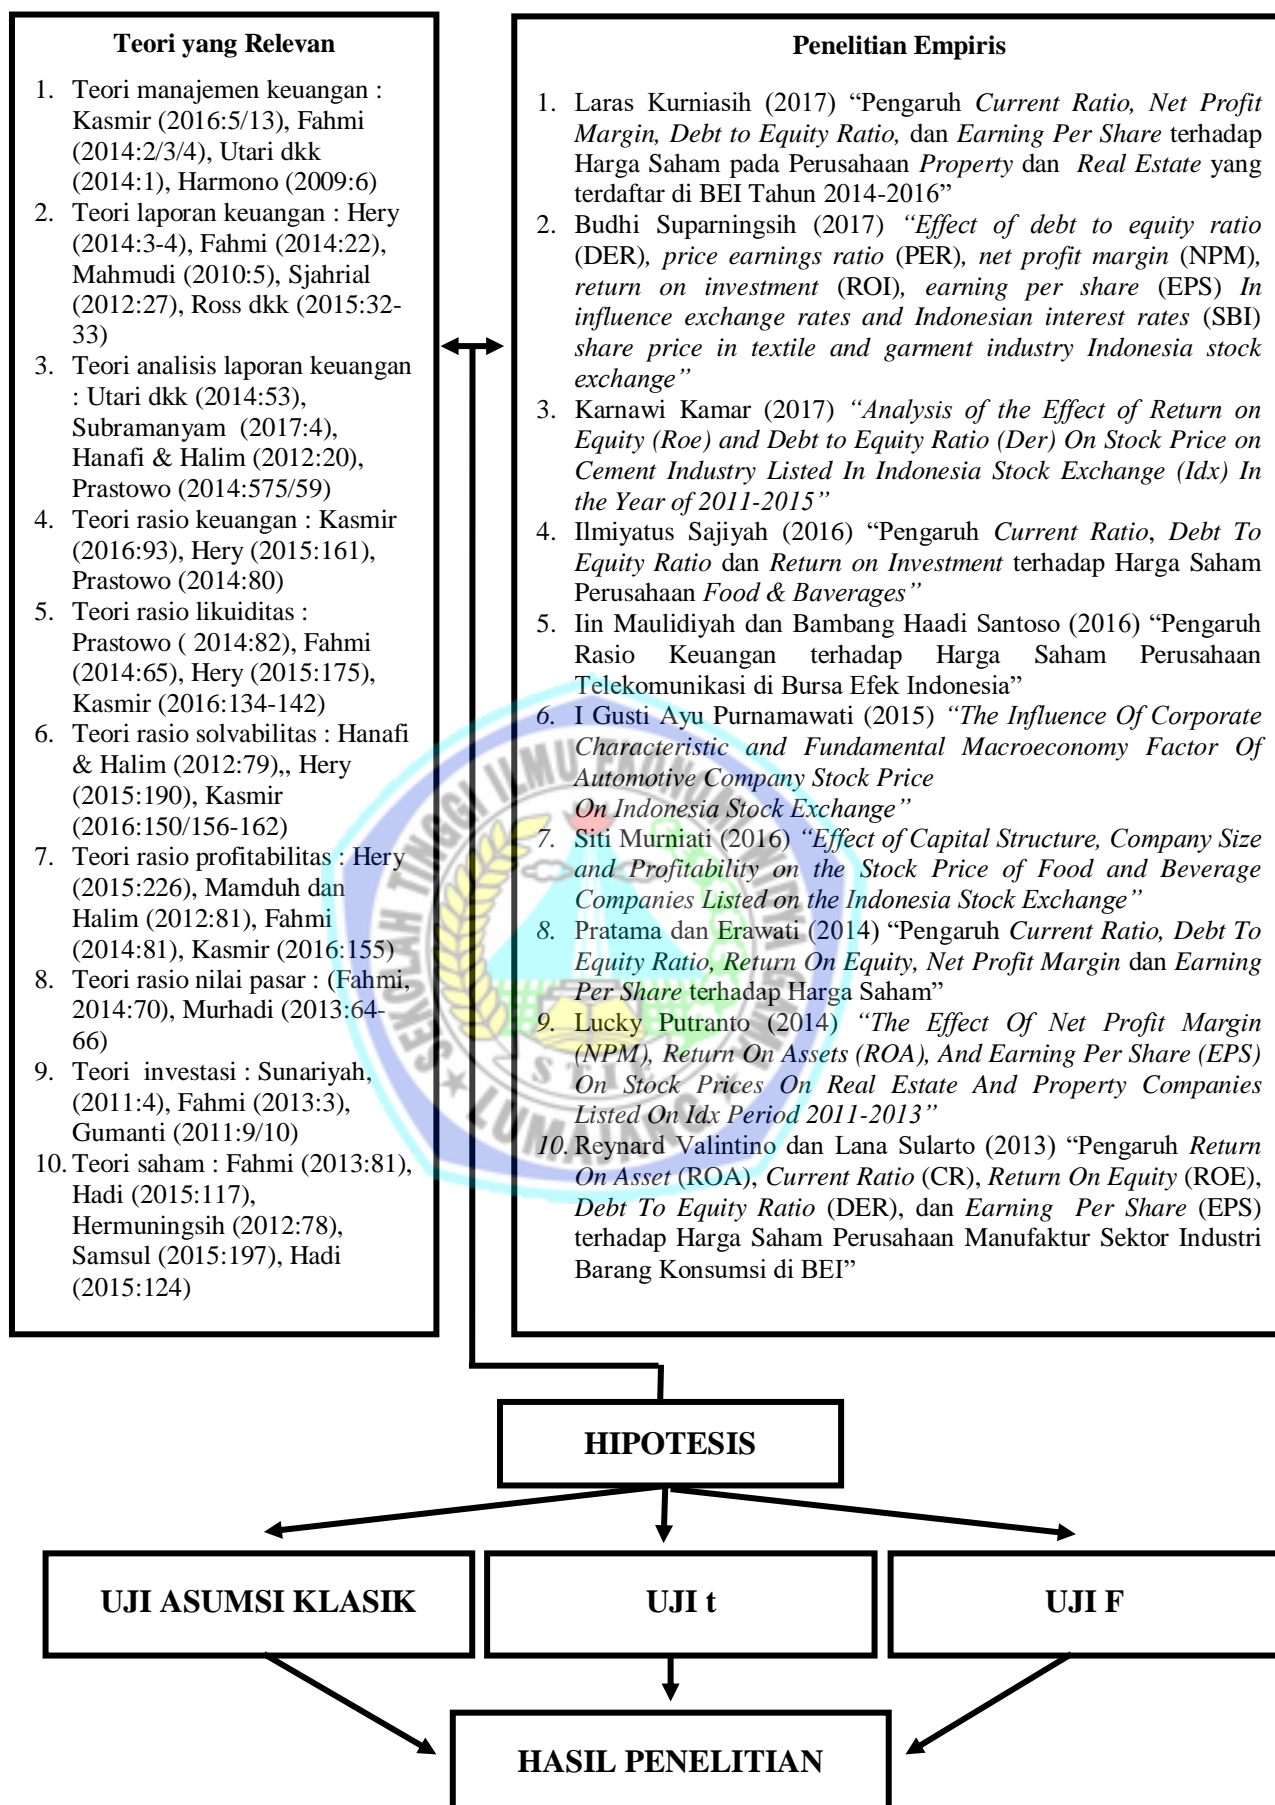 Teori yang Relevan
1. Teori manajemen keuangan :
Kasmir (2016:5/13), Fahmi
(2014:2/3/4), Utari dkk
(2014:1), Harmono (2009:6)
2. Teori laporan keuangan : Hery
(2014:3-4), Fahmi (2014:22),
Mahmudi (2010:5), Sjahrial
(2012:27), Ross dkk (2015:32-
33)
3. Teori analisis laporan keuangan
: Utari dkk (2014:53),
Subramanyam (2017:4),
Hanafi & Halim (2012:20),
Prastowo (2014:575/59)
4. Teori rasio keuangan : Kasmir
(2016:93), Hery (2015:161),
Prastowo (2014:80)
5. Teori rasio likuiditas :
Prastowo ( 2014:82), Fahmi
(2014:65), Hery (2015:175),
Kasmir (2016:134-142)
6. Teori rasio solvabilitas : Hanafi
& Halim (2012:79),, Hery
(2015:190), Kasmir
(2016:150/156-162)
7. Teori rasio profitabilitas : Hery
(2015:226), Mamduh dan
Halim (2012:81), Fahmi
(2014:81), Kasmir (2016:155)
8. Teori rasio nilai pasar : (Fahmi,
2014:70), Murhadi (2013:64-
66)
9. Teori investasi : Sunariyah,
(2011:4), Fahmi (2013:3),
Gumanti (2011:9/10)
10. Teori saham : Fahmi (2013:81),
Hadi (2015:117),
Hermuningsih (2012:78),
Samsul (2015:197), Hadi
(2015:124)
Penelitian Empiris
1. Laras Kurniasih (2017) “Pengaruh Current Ratio, Net Profit
Margin, Debt to Equity Ratio, dan Earning Per Share terhadap
Harga Saham pada Perusahaan Property dan Real Estate yang
terdaftar di BEI Tahun 2014-2016”
2. Budhi Suparningsih (2017) “Effect of debt to equity ratio
(DER), price earnings ratio (PER), net profit margin (NPM),
return on investment (ROI), earning per share (EPS) In
influence exchange rates and Indonesian interest rates (SBI)
share price in textile and garment industry Indonesia stock
exchange”
3. Karnawi Kamar (2017) “Analysis of the Effect of Return on
Equity (Roe) and Debt to Equity Ratio (Der) On Stock Price on
Cement Industry Listed In Indonesia Stock Exchange (Idx) In
the Year of 2011-2015”
4. Ilmiyatus Sajiyah (2016) “Pengaruh Current Ratio, Debt To
Equity Ratio dan Return on Investment terhadap Harga Saham
Perusahaan Food & Baverages”
5. Iin Maulidiyah dan Bambang Haadi Santoso (2016) “Pengaruh
Rasio Keuangan terhadap Harga Saham Perusahaan
Telekomunikasi di Bursa Efek Indonesia”
6. I Gusti Ayu Purnamawati (2015) “The Influence Of Corporate
Characteristic and Fundamental Macroeconomy Factor Of
Automotive Company Stock Price
On Indonesia Stock Exchange”
7. Siti Murniati (2016) “Effect of Capital Structure, Company Size
and Profitability on the Stock Price of Food and Beverage
Companies Listed on the Indonesia Stock Exchange”
8. Pratama dan Erawati (2014) “Pengaruh Current Ratio, Debt To
Equity Ratio, Return On Equity, Net Profit Margin dan Earning
Per Share terhadap Harga Saham”
9. Lucky Putranto (2014) “The Effect Of Net Profit Margin
(NPM), Return On Assets (ROA), And Earning Per Share (EPS)
On Stock Prices On Real Estate And Property Companies
Listed On Idx Period 2011-2013”
10. Reynard Valintino dan Lana Sularto (2013) “Pengaruh Return
On Asset (ROA), Current Ratio (CR), Return On Equity (ROE),
Debt To Equity Ratio (DER), dan Earning Per Share (EPS)
terhadap Harga Saham Perusahaan Manufaktur Sektor Industri
Barang Konsumsi di BEI”
SEKOLAH TINGGI ILMU EKONOMI WIDYA GAMA
STIE
LUMAJANG
HIPOTESIS
UJI ASUMSI KLASIK
UJI t
UJI F
HASIL PENELITIAN